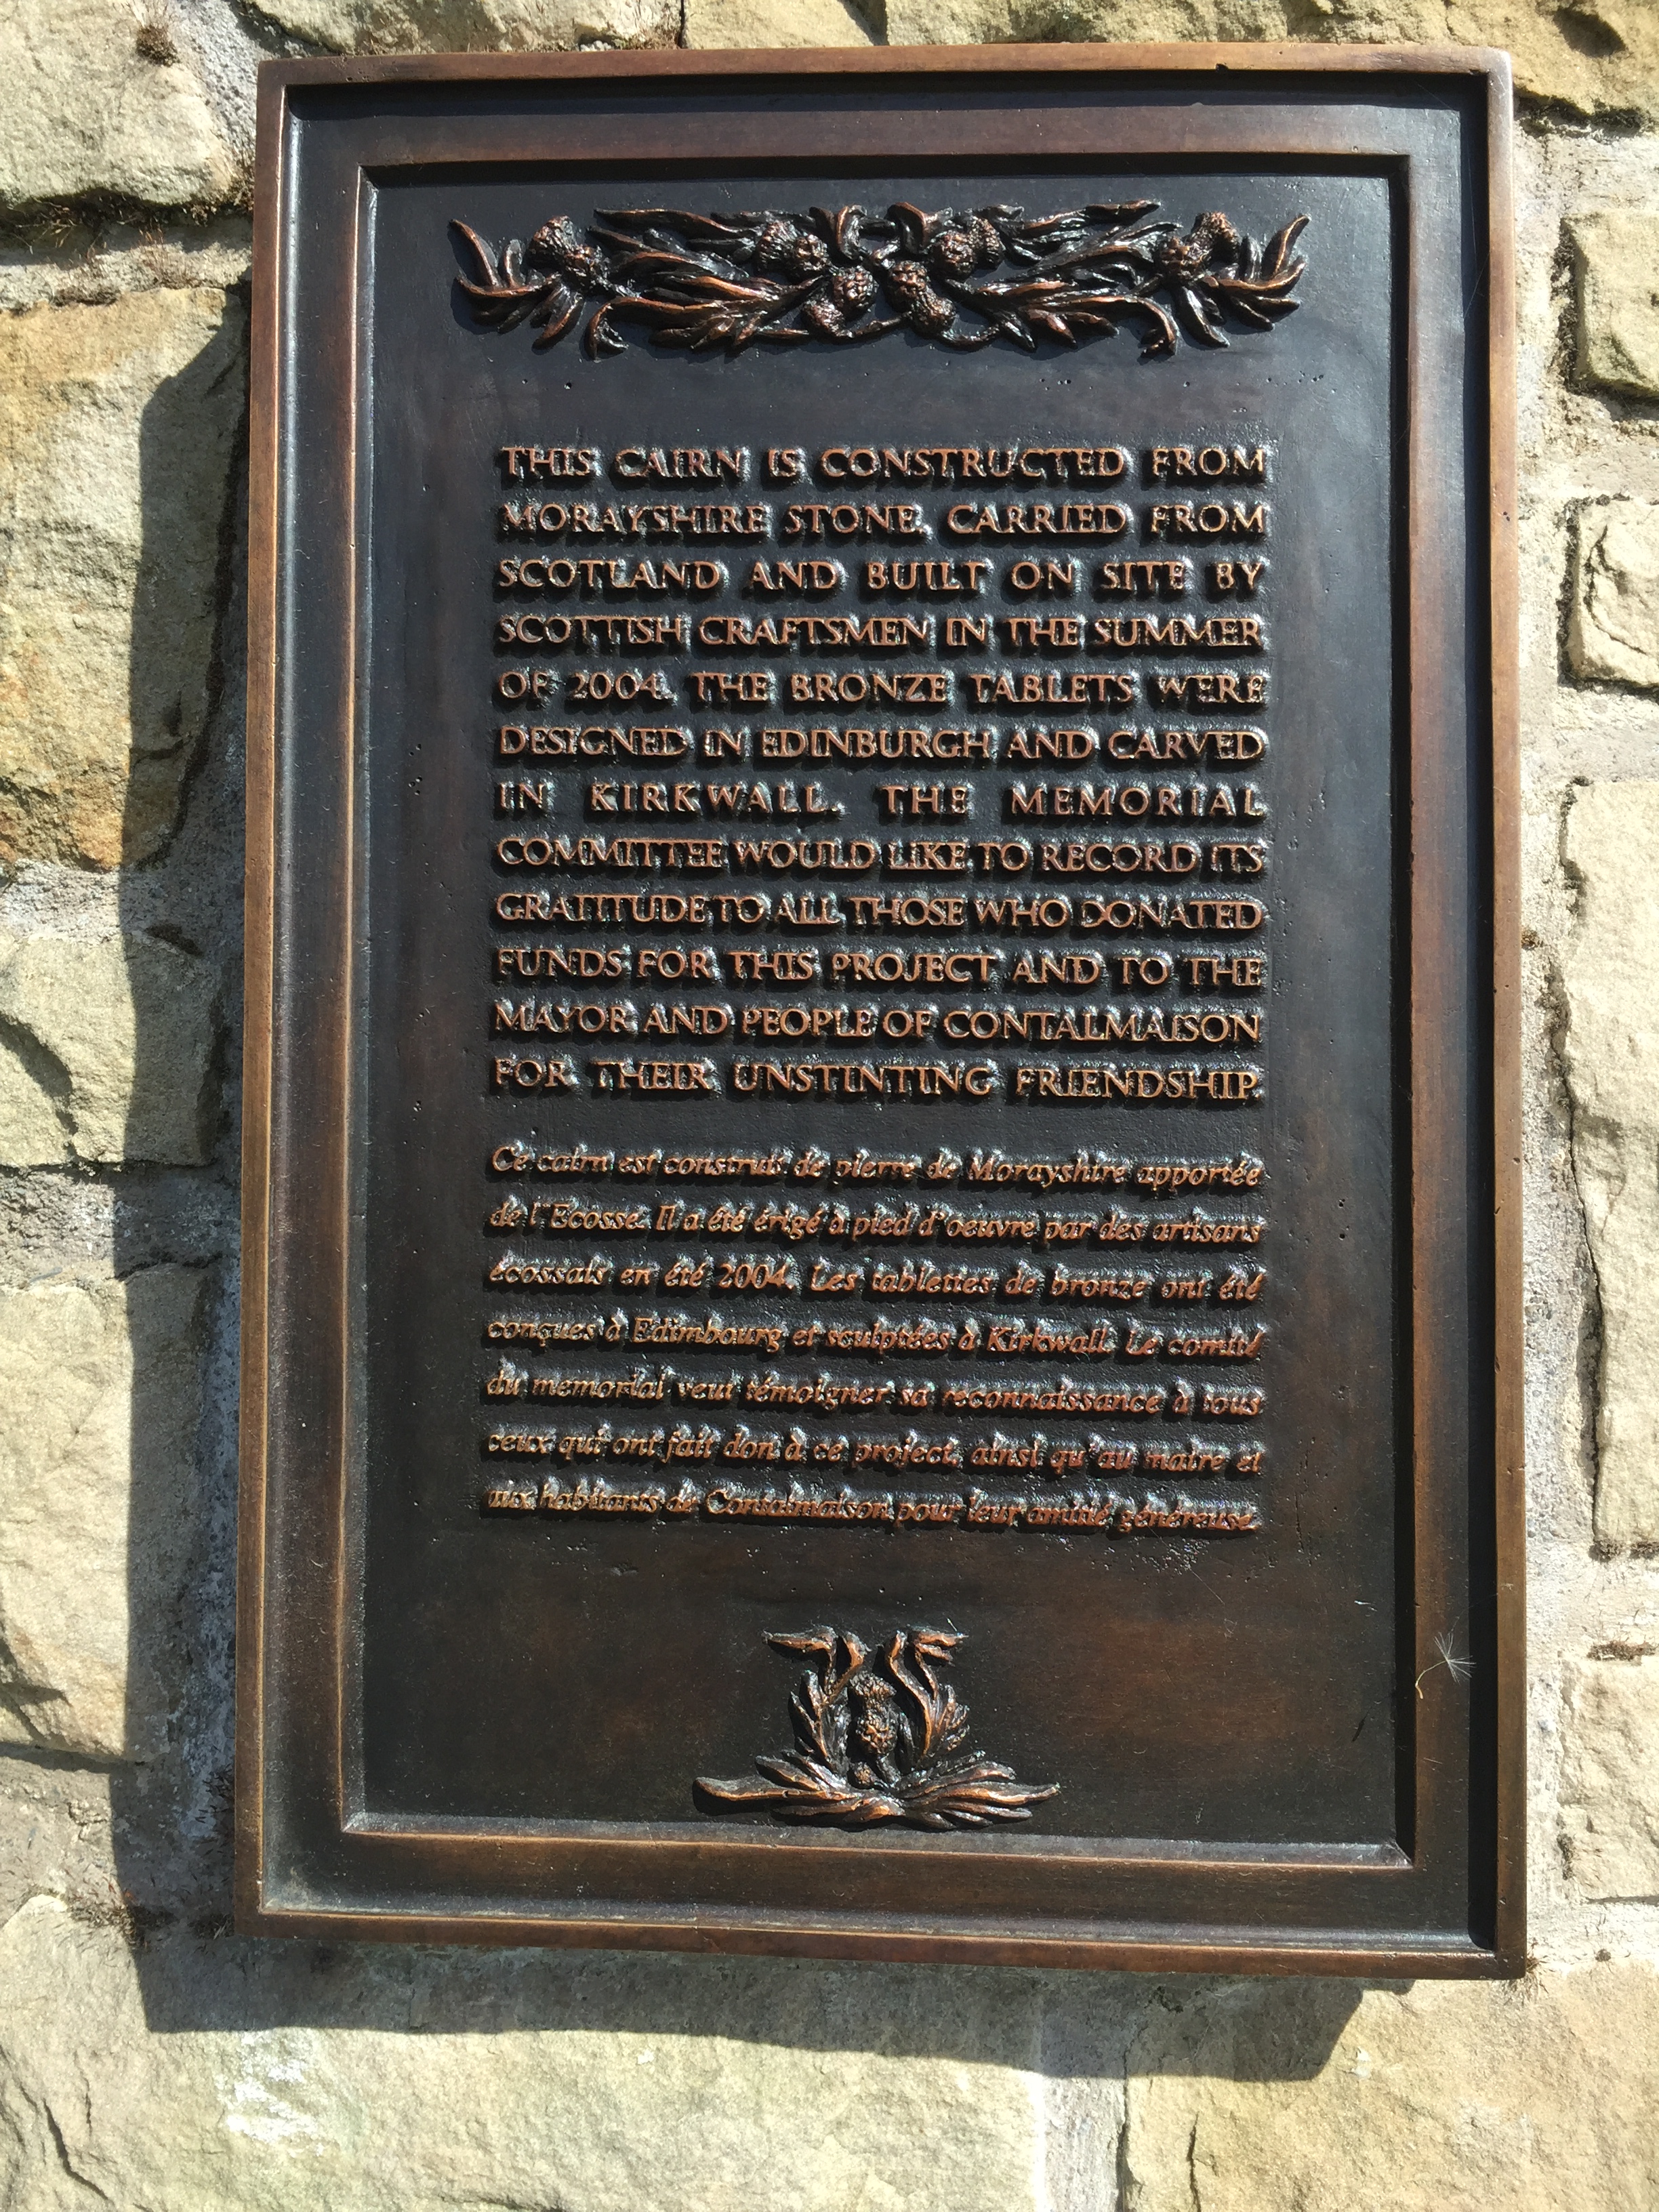 THIS CAIRN IS CONSTRUCTED FROM
MORAYSHIRE STONE, CARRIED FROM
SCOTLAND AND BUILT ON SITE BY
SCOTTISH CRAFTSMEN IN THE SUMMER
OF 2004. THE BRONZE TABLETS WERE
DESIGNED IN EDINBURGH AND CARVED
IN KIRKWALL. THE MEMORIAL
COMMITTEE WOULD LIKE TO RECORD ITS
GRATITUDE TO ALL THOSE WHO DONATED
FUNDS FOR THIS PROJECT AND TO THE
MAYOR AND PEOPLE OF CONTALMAISON
FOR THEIR UNSTINTING FRIENDSHIP.
Ce cairn est construit de pierre de Morayshire apportée
de l'Ecosse. Il a été érigé à pied d'oeuvre par des artisans
écossais en été 2004. Les tablettes de bronze ont été
conçues à Edimbourg et sculptées à Kirkwall. Le comité
du memorial veut témoigner sa reconnaissance à tous
ceux qui ont fait don à ce project, ainsi qu'au maire et
aux habitants de Contalmaison pour leur amitié généreuse.